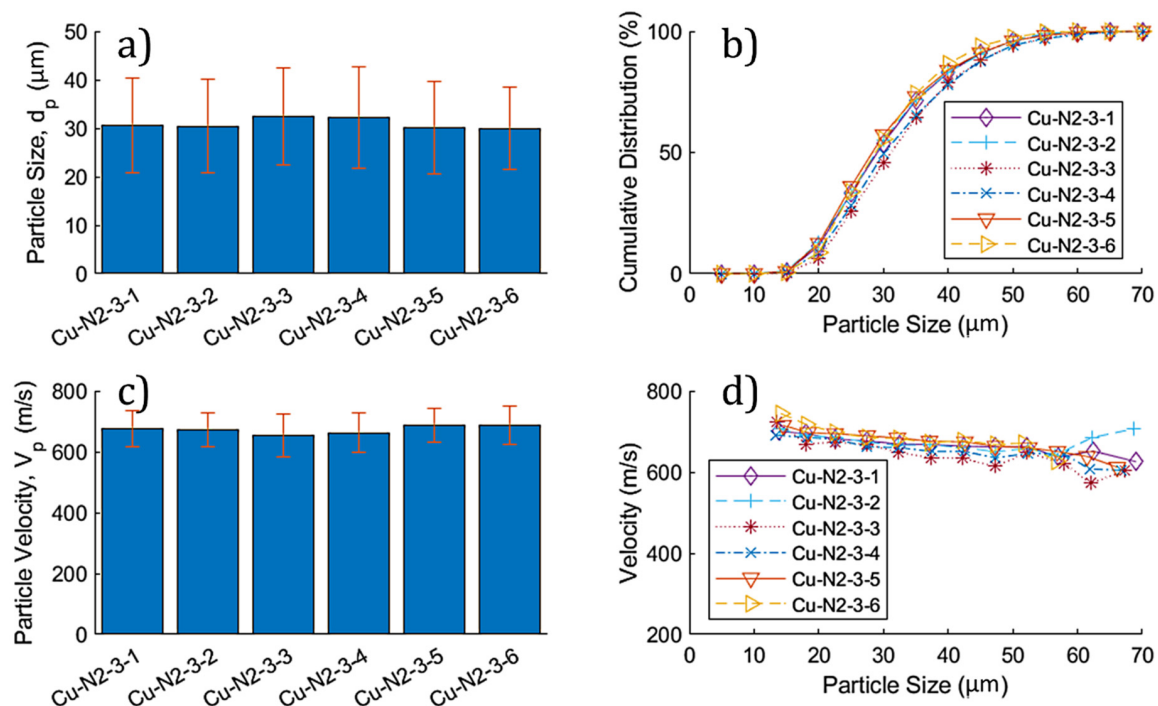 a)
Particle Size, d_p (μm)
50
40
30
20
10
0
Cu-N2-3-1
Cu-N2-3-2
Cu-N2-3-3
Cu-N2-3-4
Cu-N2-3-5
Cu-N2-3-6
b)
Cumulative Distribution (%)
100
50
0
Cu-N2-3-1
Cu-N2-3-2
Cu-N2-3-3
Cu-N2-3-4
Cu-N2-3-5
Cu-N2-3-6
0 10 20 30 40 50 60 70
Particle Size (μm)
c)
Particle Velocity, V_p (m/s)
800
600
400
200
0
Cu-N2-3-1
Cu-N2-3-2
Cu-N2-3-3
Cu-N2-3-4
Cu-N2-3-5
Cu-N2-3-6
d)
Velocity (m/s)
800
600
400
200
Cu-N2-3-1
Cu-N2-3-2
Cu-N2-3-3
Cu-N2-3-4
Cu-N2-3-5
Cu-N2-3-6
0 10 20 30 40 50 60 70
Particle Size (μm)